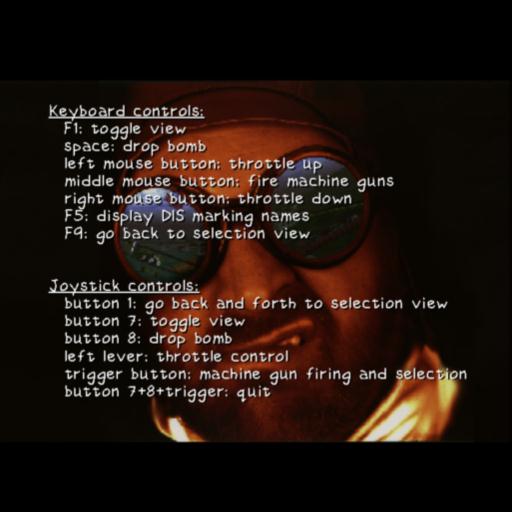 Keyboard controls:
F1: toggle view
space: drop bomb
left mouse button: throttle up
middle mouse button: fire machine guns
right mouse button: throttle down
F5: display DIS marking names
F9: go back to selection view
Joystick controls:
button 1: go back and forth to selection view
button 7: toggle view
button 8: drop bomb
left lever: throttle control
trigger button: machine gun firing and selection
button 7+8+trigger: quit